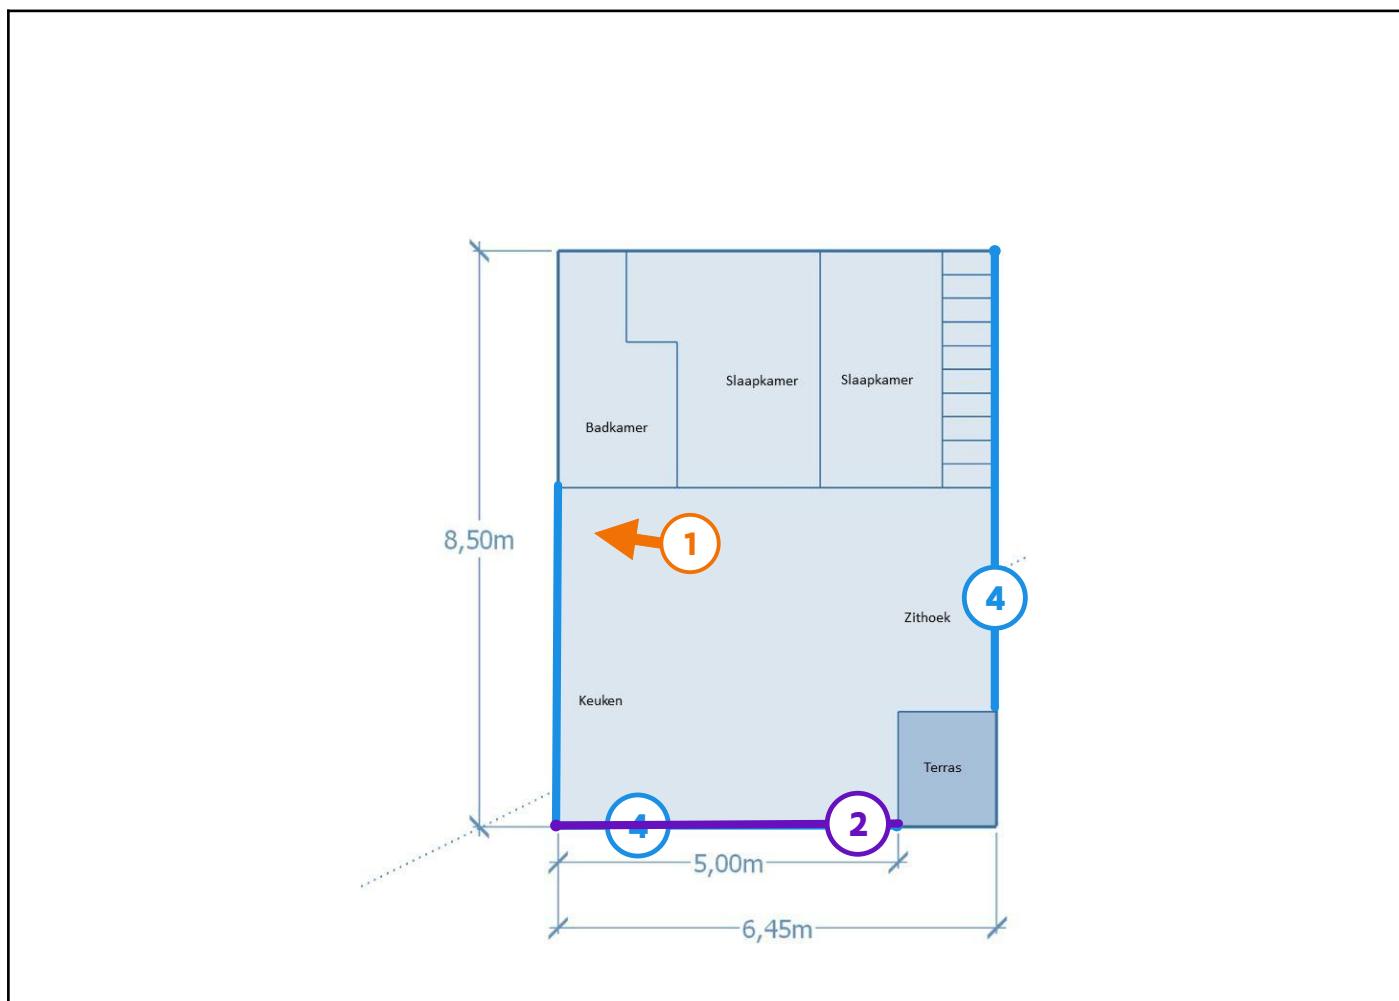 Slaapkamer
Slaapkamer
Badkamer
8,50m
1
4
Zithoek
Keuken
Terras
4
2
5,00m
6,45m